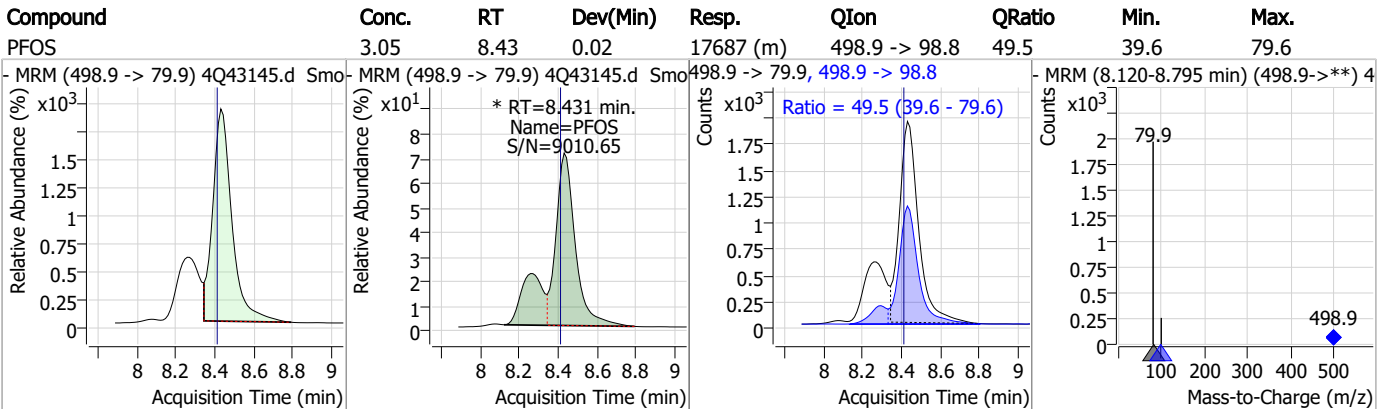 Compound Conc. RT Dev(Min) Resp. QIon QRatio Min. Max.
PFOS 3.05 8.43 0.02 17687 (m) 498.9 -> 98.8 49.5 39.6 79.6
- MRM (498.9 -> 79.9) 4Q43145.d Smo
x10³
1.5
1.25
1
0.75
0.5
0.25
0
Relative Abundance (%)
8 8.2 8.4 8.6 8.8 9
Acquisition Time (min)
- MRM (498.9 -> 79.9) 4Q43145.d Smo
x10¹
* RT=8.431 min.
Name=PFOS
S/N=9010.65
8
7
6
5
4
3
2
1
0
Relative Abundance (%)
8 8.2 8.4 8.6 8.8 9
Acquisition Time (min)
498.9 -> 79.9, 498.9 -> 98.8
x10³
Ratio = 49.5 (39.6 - 79.6)
1.75
1.5
1.25
1
0.75
0.5
0.25
0
Counts
8 8.2 8.4 8.6 8.8 9
Acquisition Time (min)
- MRM (8.120-8.795 min) (498.9->**) 4
x10³
2
1.75
1.5
1.25
1
0.75
0.5
0.25
0
Counts
79.9
498.9
100 200 300 400 500
Mass-to-Charge (m/z)